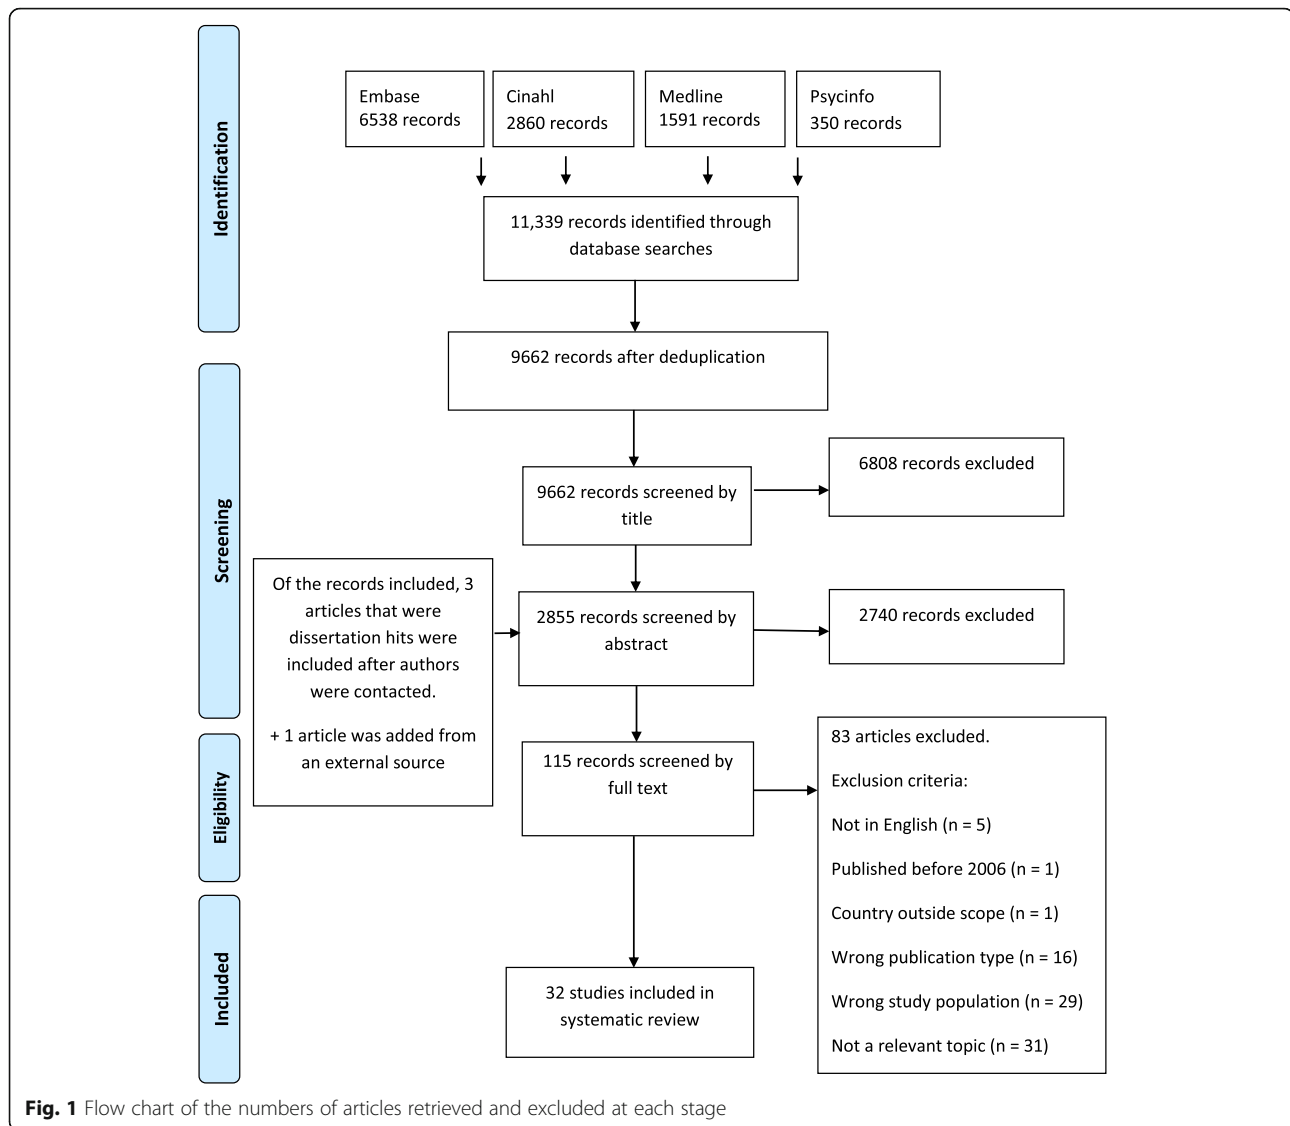 Identification
Embase
6538 records
Cinahl
2860 records
Medline
1591 records
Psycinfo
350 records
11,339 records identified through
database searches
9662 records after deduplication
Screening
9662 records screened by
title
6808 records excluded
Of the records included, 3
articles that were
dissertation hits were
included after authors
were contacted.
+ 1 article was added from
an external source
2855 records screened by
abstract
2740 records excluded
Eligibility
115 records screened by
full text
83 articles excluded.
Exclusion criteria:
Not in English (n = 5)
Published before 2006 (n = 1)
Country outside scope (n = 1)
Wrong publication type (n = 16)
Wrong study population (n = 29)
Not a relevant topic (n = 31)
Included
32 studies included in
systematic review
Fig. 1 Flow chart of the numbers of articles retrieved and excluded at each stage